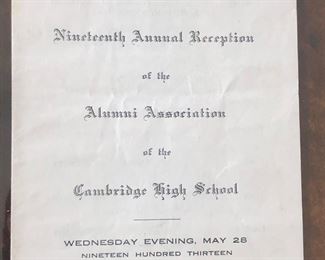 Nineteenth Annual Reception
of the
Alumni Association
of the
Cambridge High School
WEDNESDAY EVENING, MAY 28
NINETEEN HUNDRED THIRTEEN